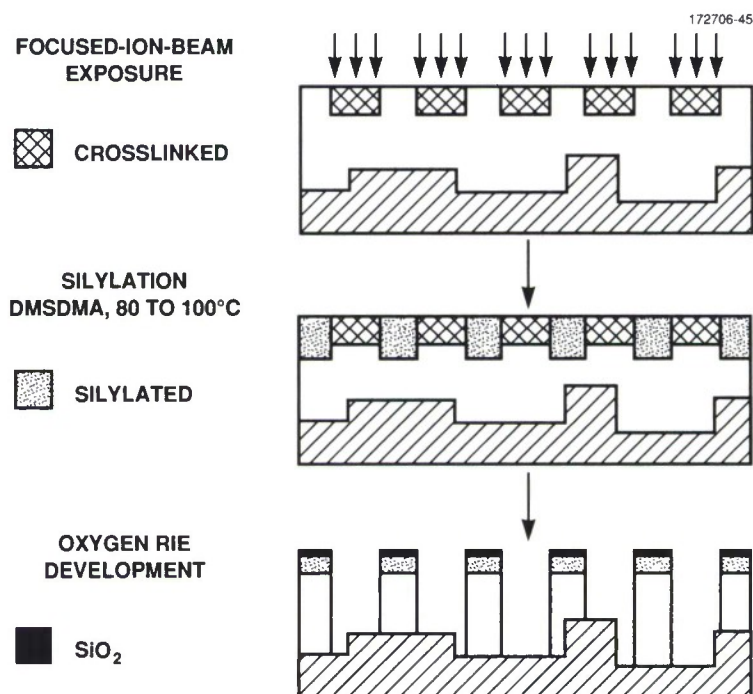 172706-45
FOCUSED-ION-BEAM
EXPOSURE
CROSSLINKED
SILYLATION
DMSDMA, 80 TO 100°C
SILYLATED
OXYGEN RIE
DEVELOPMENT
SiO₂